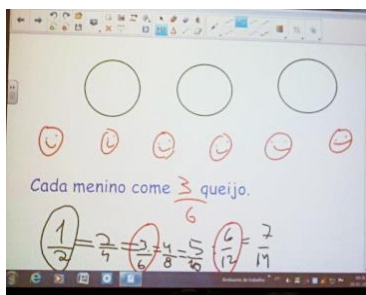 Cada menino come 3/6 queijo.
1/2 = 2/4 = 3/6 = 4/8 = 5/10 = 6/12 = 7/14